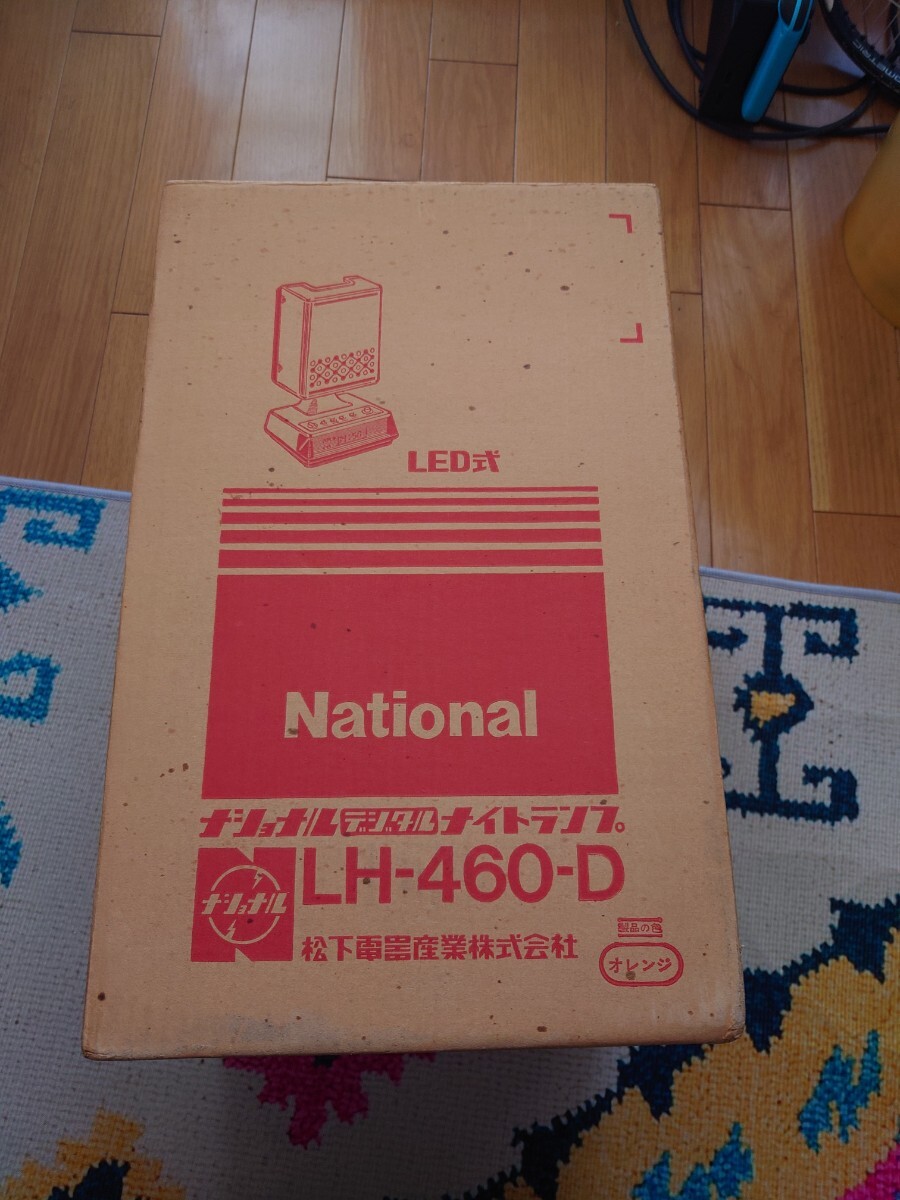 LED式
National
ナショナルデジタルナイトランプ。
ナショナル
LH-460-D
松下電器産業株式会社
製品の色
オレンジ